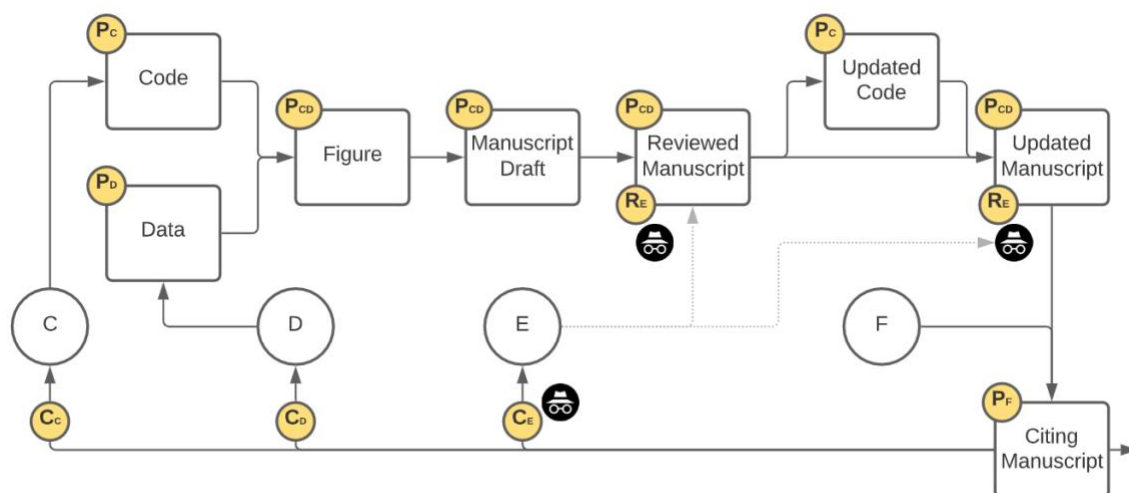 PC
Code
PD
Data
PCD
Figure
PCD
Manuscript
Draft
PCD
Reviewed
Manuscript
RE
PC
Updated
Code
PCD
Updated
Manuscript
RE
C
D
E
F
CC
CD
CE
PF
Citing
Manuscript